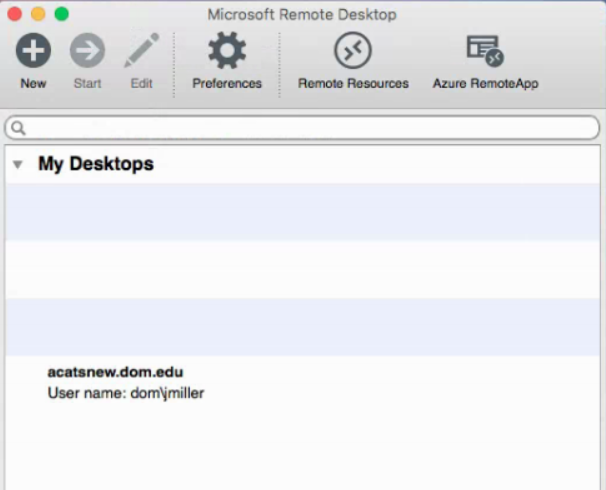 Microsoft Remote Desktop
New Start Edit Preferences Remote Resources Azure RemoteApp
My Desktops
acatsnew.dom.edu
User name: dom\jmiller